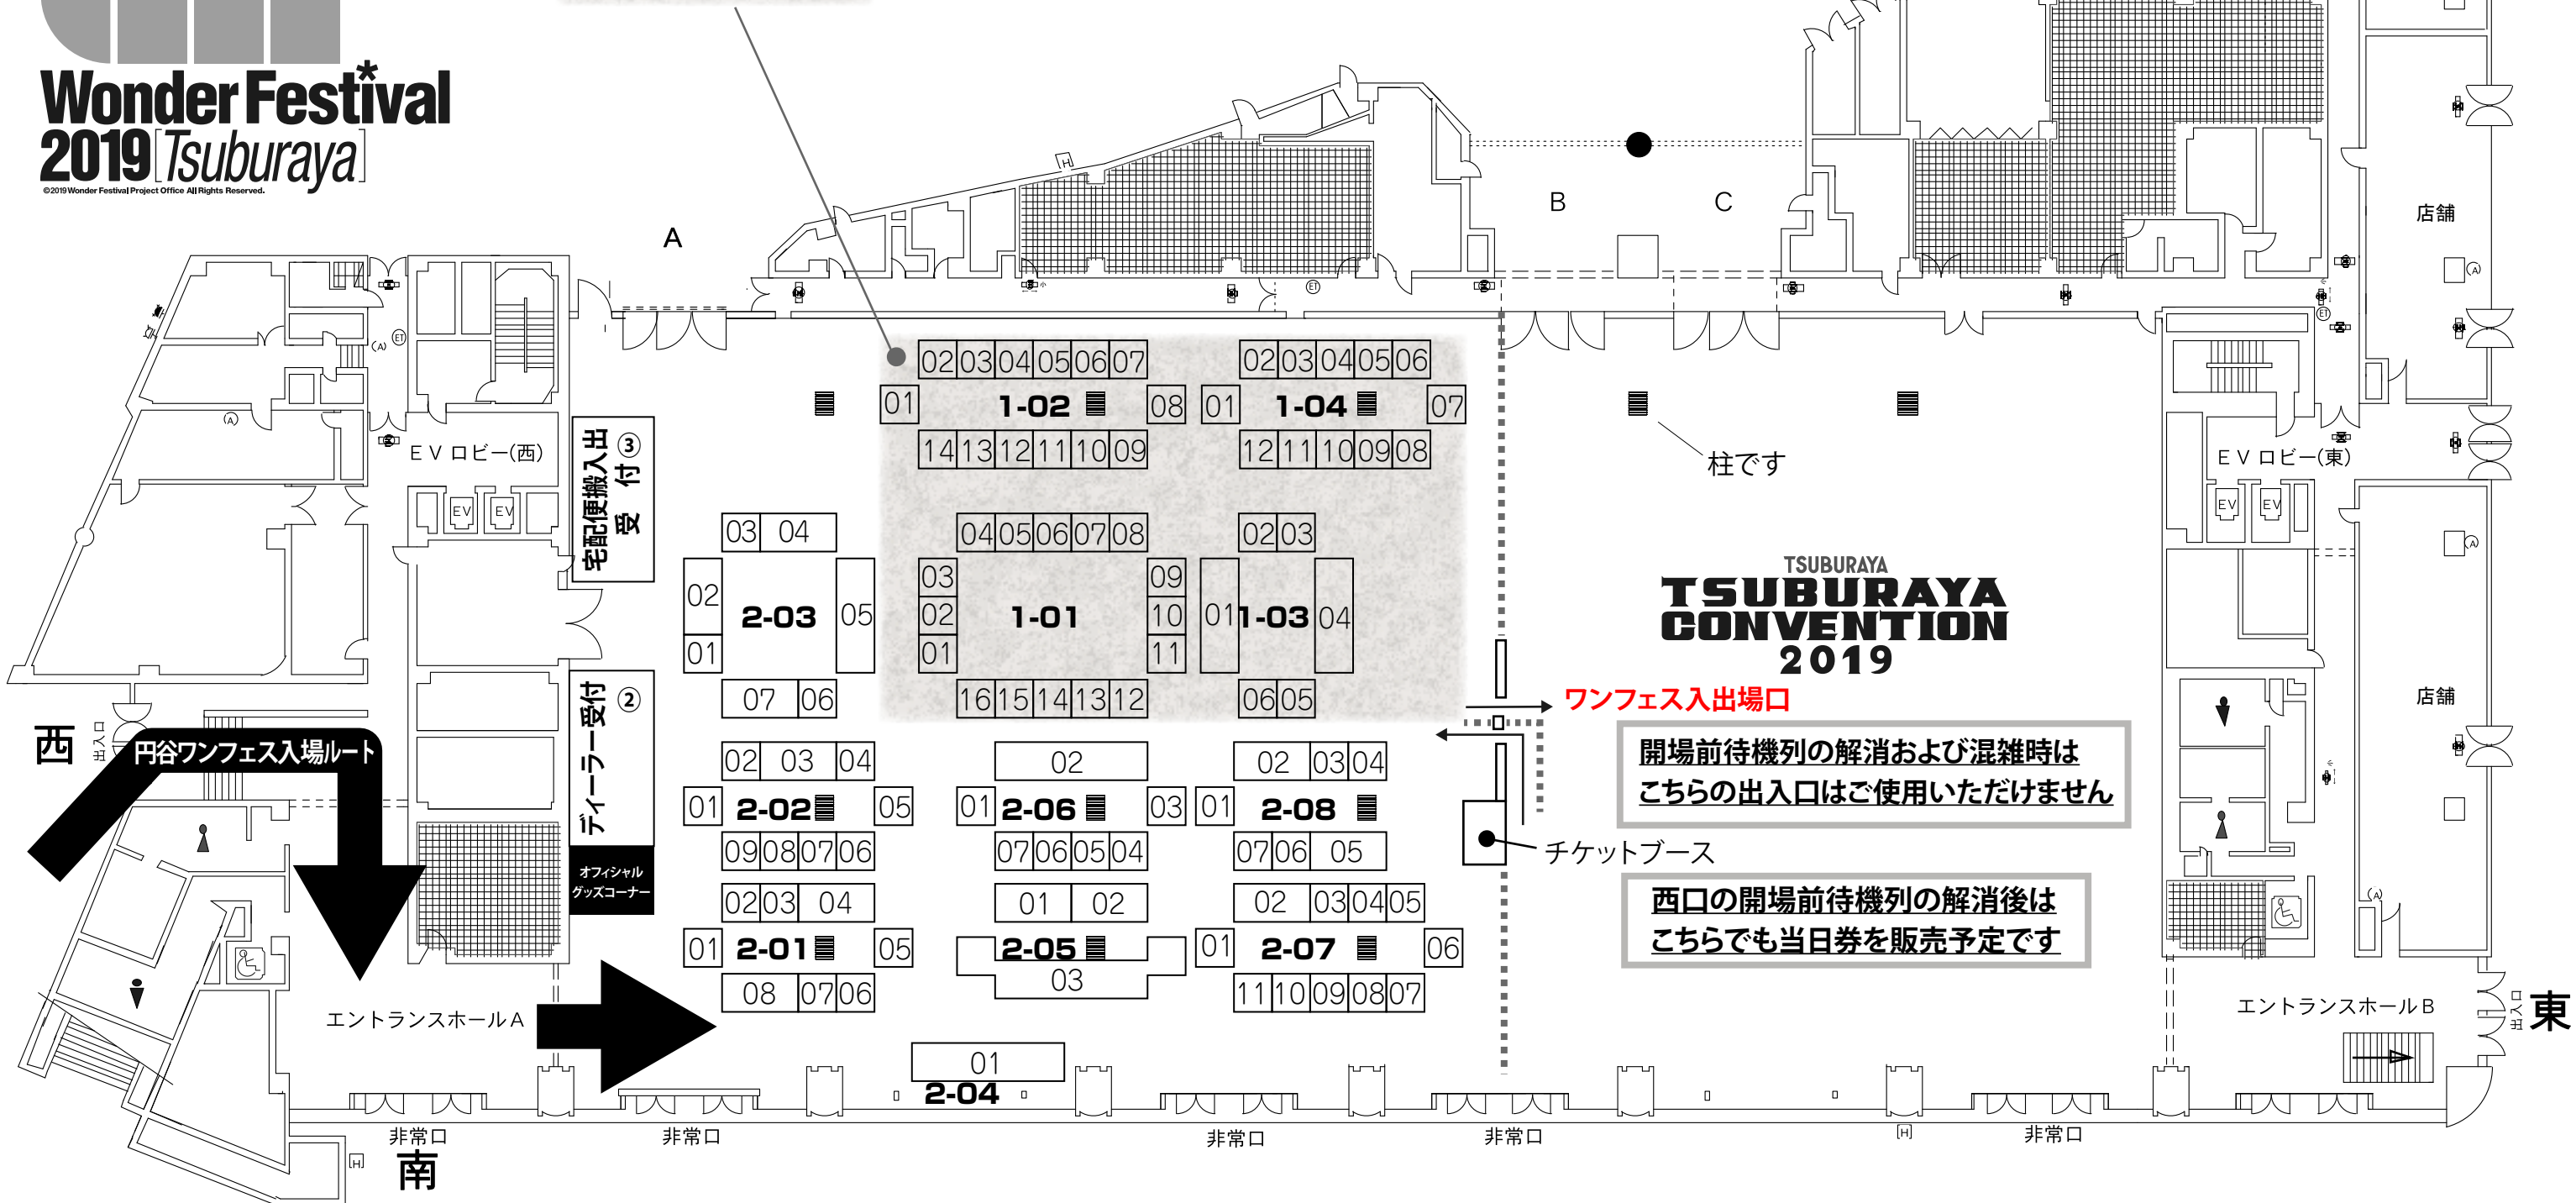 Wonder Festival
2019[Tsuburaya]
©2019 Wonder Festival Project Office All Rights Reserved.
A
B
C
店舗
(A)
ET
ET
(A)
(A)
H
EVロビー(西)
EV
EV
宅配便搬入出
受付
③
02 03 04 05 06 07
01 1-02 08
14 13 12 11 10 09
02 03 04 05 06
01 1-04 07
12 11 10 09 08
柱です
EVロビー(東)
EV
EV
ET
(A)
03 04
02
01
2-03
05
07 06
04 05 06 07 08
03
02
01
1-01
09
10
11
16 15 14 13 12
02 03
01 1-03 04
06 05
TSUBURAYA
TSUBURAYA
CONVENTION
2019
ワンフェス入出場口
開場前待機列の解消および混雑時は
こちらの出入口はご使用いただけません
チケットブース
西口の開場前待機列の解消後は
こちらでも当日券を販売予定です
店舗
(A)
西
出入口
円谷ワンフェス入場ルート
ディーラー受付
②
オフィシャル
グッズコーナー
02 03 04
01 2-02 05
09 08 07 06
02
01 2-06 03
07 06 05 04
02 03 04
01 2-08
07 06 05
02 03 04
01 2-01 05
08 07 06
01 02
2-05
03
02 03 04 05
01 2-07 06
11 10 09 08 07
エントランスホールA
エントランスホールB
出入口
東
01
2-04
非常口
非常口
非常口
非常口
非常口
[H]
[H]
南